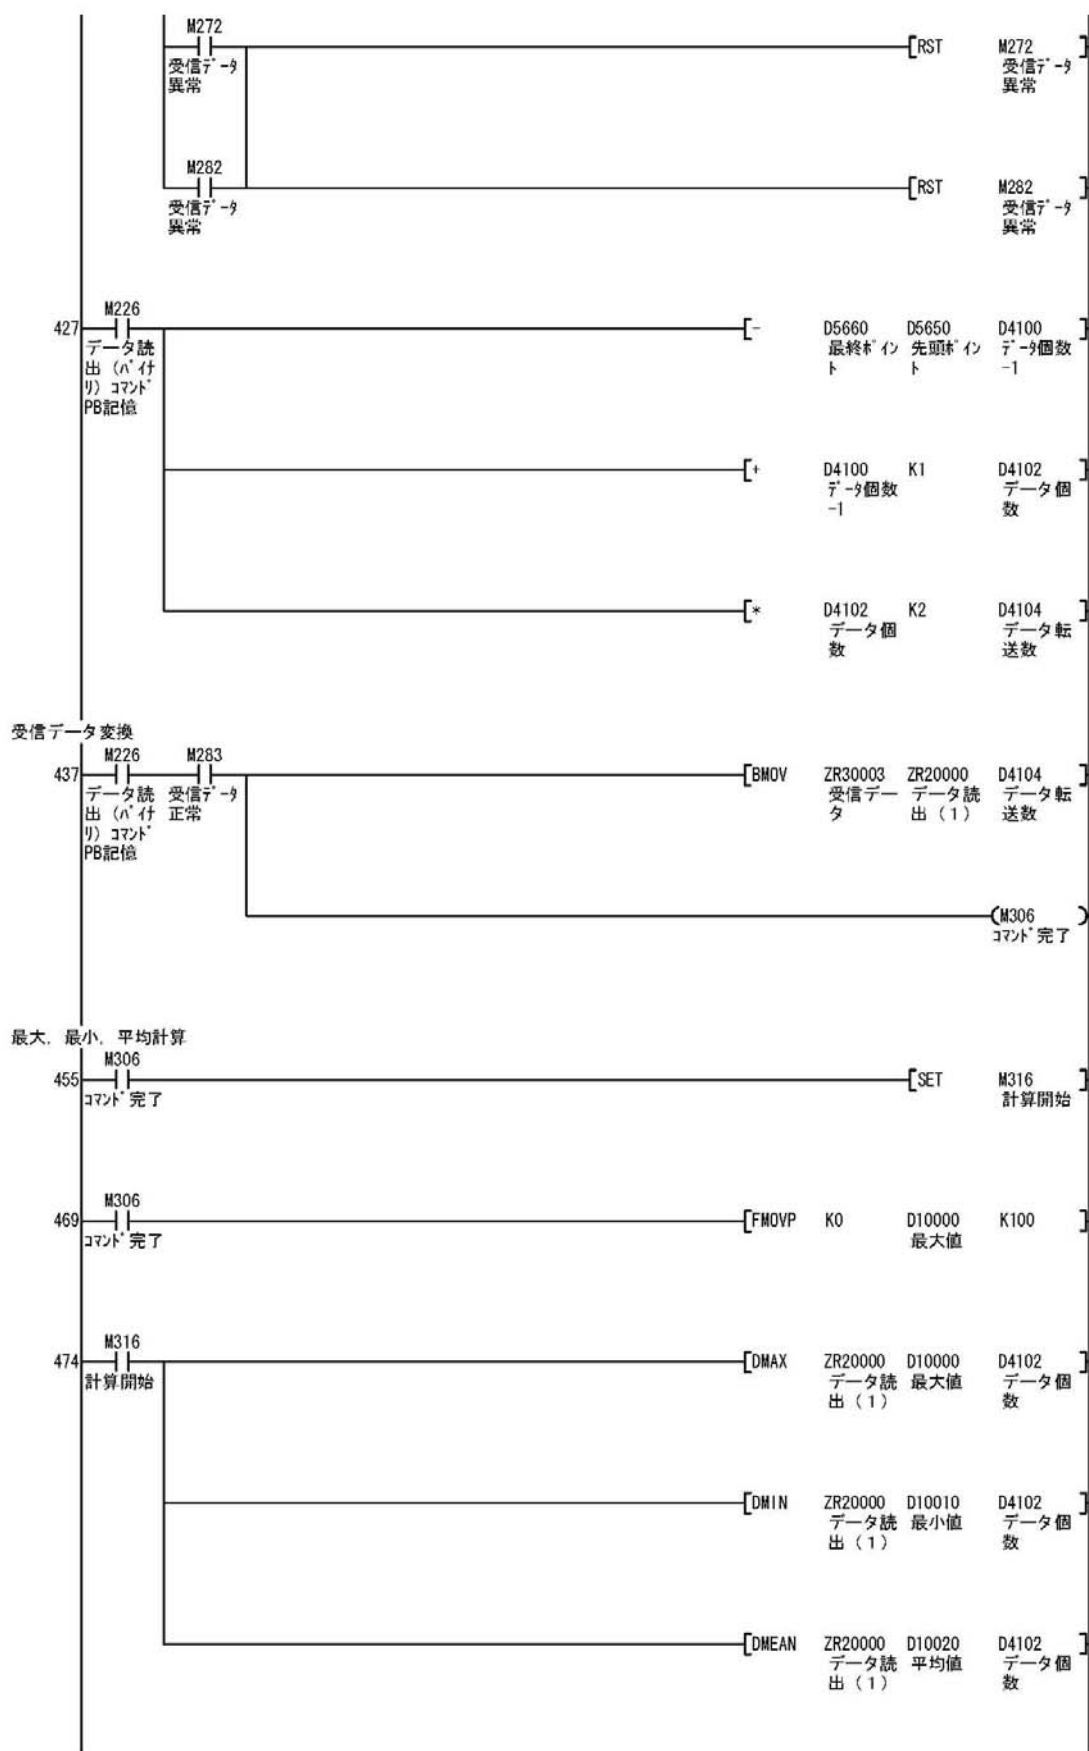 M272
[RST M272 ]
受信ﾃﾞｰﾀ 異常
受信ﾃﾞｰﾀ 異常
M282
[RST M282 ]
受信ﾃﾞｰﾀ 異常
受信ﾃﾞｰﾀ 異常
M226
427
[- D5660 D5650 D4100 ]
データ読出（ﾊﾞｲﾅﾘ）ｺﾏﾝﾄﾞPB記憶
最終ﾎﾟｲﾝﾄ 先頭ﾎﾟｲﾝﾄ ﾃﾞｰﾀ個数-1
[+ D4100 K1 D4102 ]
ﾃﾞｰﾀ個数-1 データ個数
[* D4102 K2 D4104 ]
データ個数 データ転送数
受信データ変換
M226 M283
437
[BMOV ZR30003 ZR20000 D4104 ]
データ読出（ﾊﾞｲﾅﾘ）ｺﾏﾝﾄﾞPB記憶
受信ﾃﾞｰﾀ 正常
受信データ データ読出（１） データ転送数
(M306 )
ｺﾏﾝﾄﾞ完了
最大，最小，平均計算
M306
455
[SET M316 ]
ｺﾏﾝﾄﾞ完了
計算開始
M306
469
[FMOVP K0 D10000 K100 ]
ｺﾏﾝﾄﾞ完了
最大値
M316
474
[DMAX ZR20000 D10000 D4102 ]
計算開始
データ読出（１） 最大値 データ個数
[DMIN ZR20000 D10010 D4102 ]
データ読出（１） 最小値 データ個数
[DMEAN ZR20000 D10020 D4102 ]
データ読出（１） 平均値 データ個数